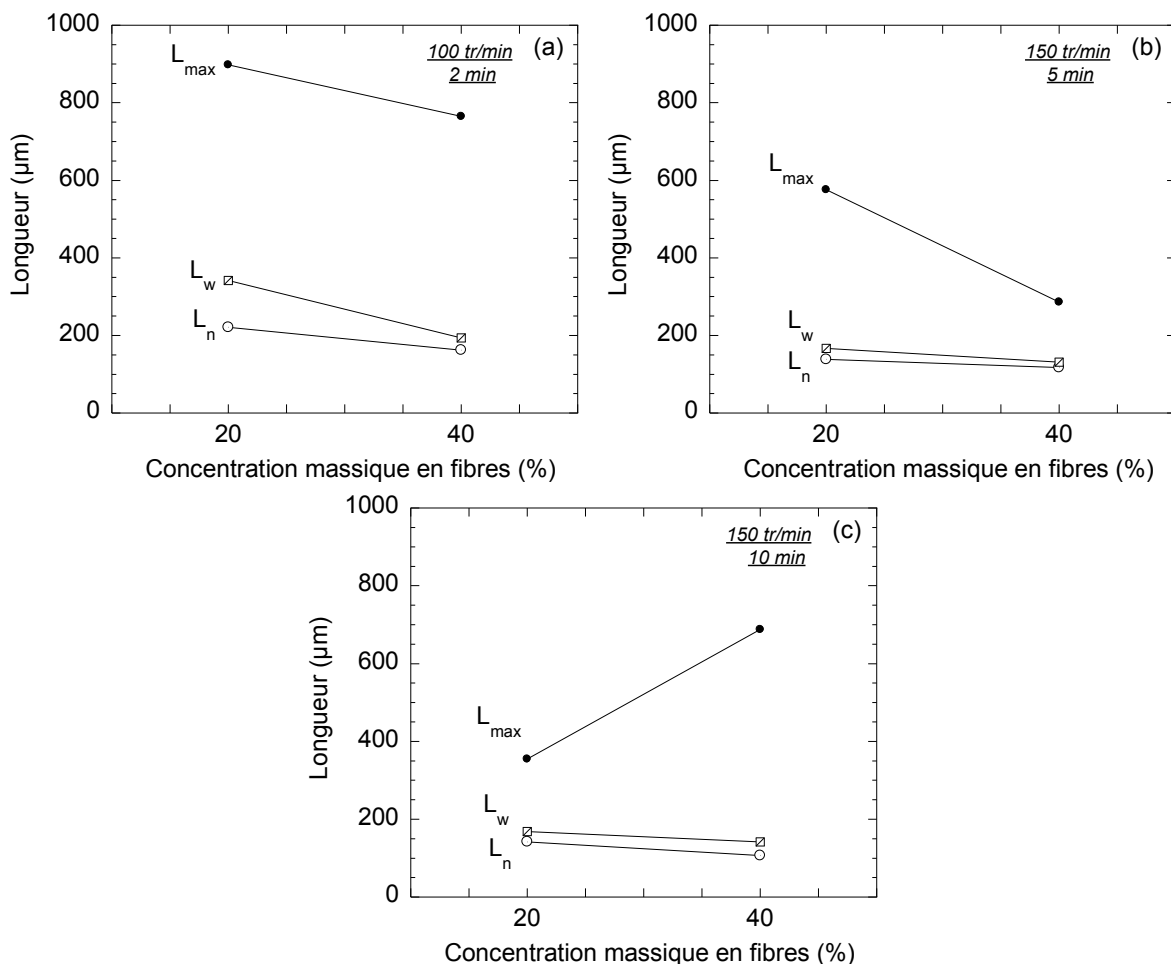 1000
800
600
400
200
0
Longueur (µm)
L max
L w
L n
100 tr/min
2 min
(a)
20 40
Concentration massique en fibres (%)
1000
800
600
400
200
0
Longueur (µm)
L max
L w
L n
150 tr/min
5 min
(b)
20 40
Concentration massique en fibres (%)
1000
800
600
400
200
0
Longueur (µm)
L max
L w
L n
150 tr/min
10 min
(c)
20 40
Concentration massique en fibres (%)